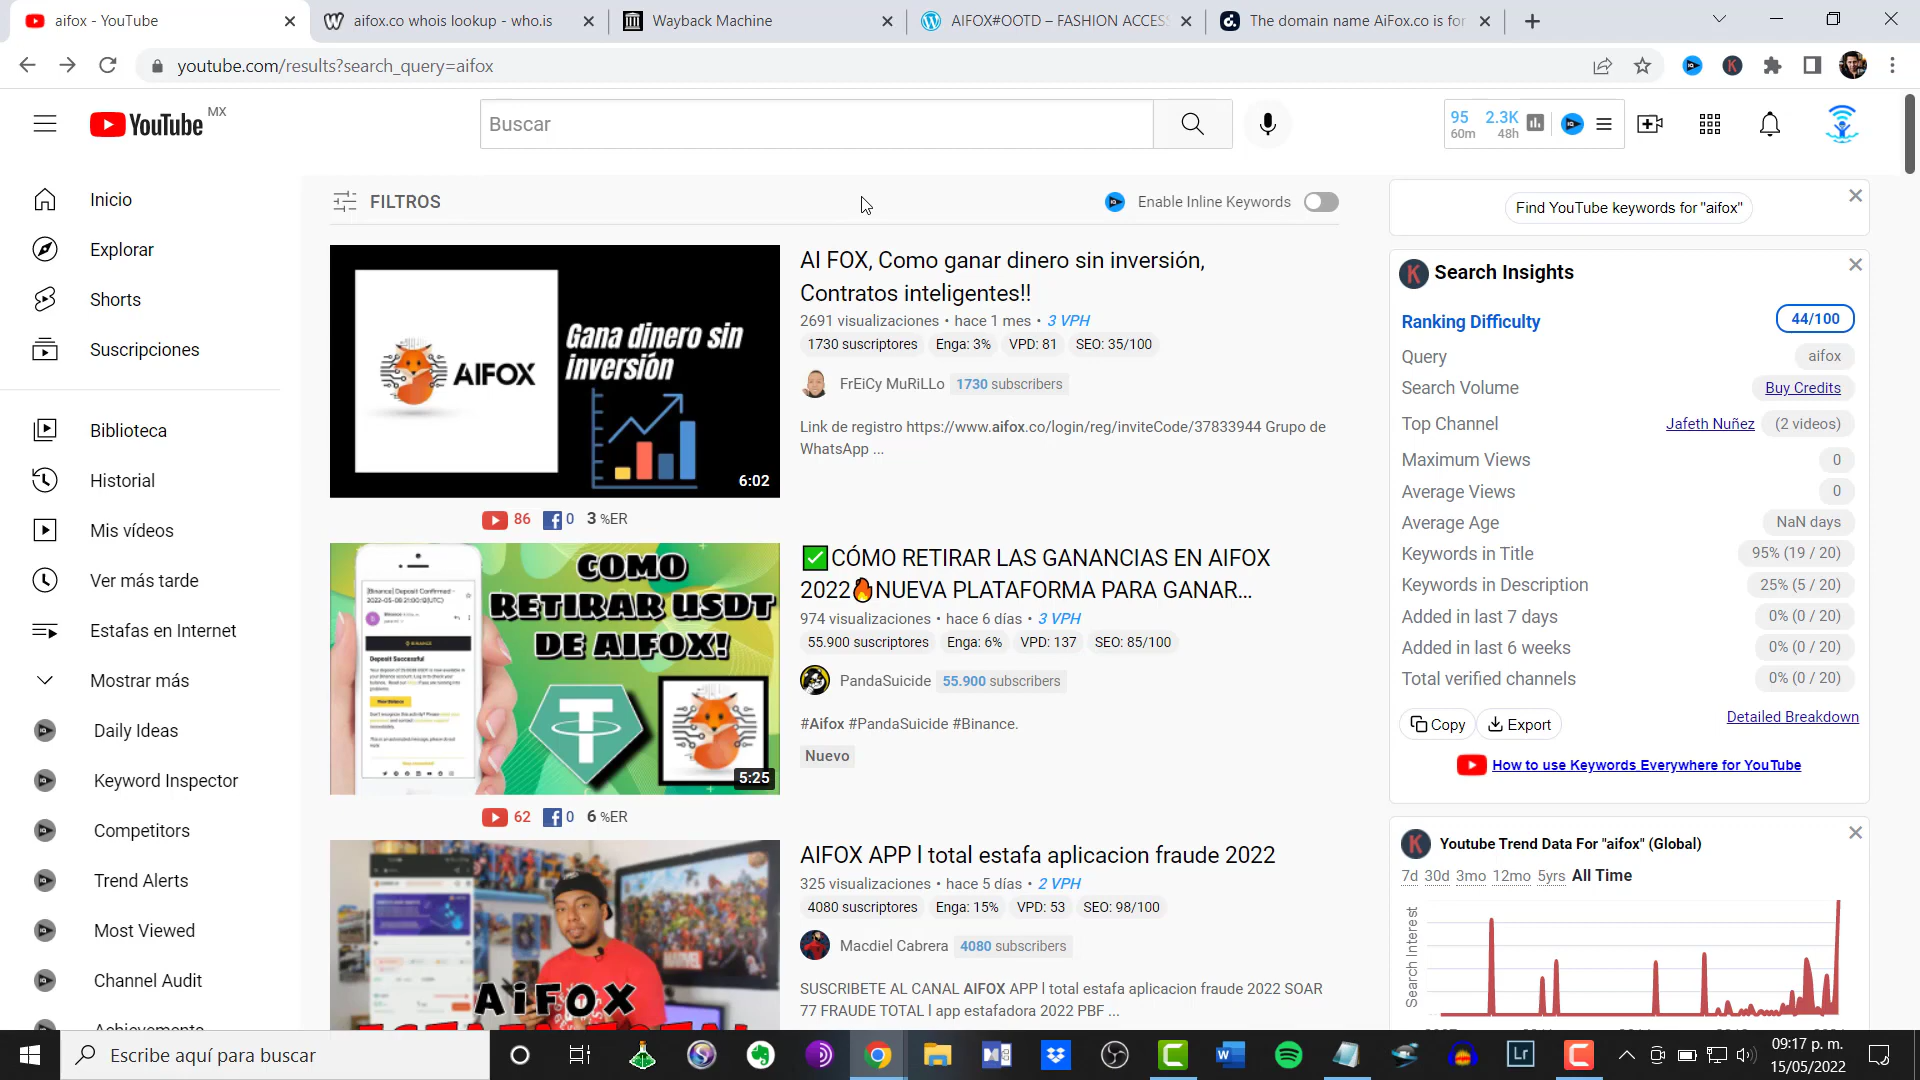 aifox - YouTube
aifox.co whois lookup - who.is
Wayback Machine
AIFOX#OOTD – FASHION ACCESS
The domain name AiFox.co is for
youtube.com/results?search_query=aifox
YouTube MX
Buscar
95 2.3K
60m 48h
Inicio
Explorar
Shorts
Suscripciones
Biblioteca
Historial
Mis vídeos
Ver más tarde
Estafas en Internet
Mostrar más
Daily Ideas
Keyword Inspector
Competitors
Trend Alerts
Most Viewed
Channel Audit
Achievements
FILTROS
Enable Inline Keywords
Gana dinero sin
inversión
AIFOX
6:02
AI FOX, Como ganar dinero sin inversión,
Contratos inteligentes!!
2691 visualizaciones • hace 1 mes • 3 VPH
1730 suscriptores Enga: 3% VPD: 81 SEO: 35/100
FrEiCy MuRiLLo 1730 subscribers
Link de registro https://www.aifox.co/login/reg/inviteCode/37833944 Grupo de
WhatsApp ...
86 0 3 %ER
COMO
RETIRAR USDT
DE AIFOX!
[Binance] Deposit Confirmed -
Deposit Successful
5:25
✅CÓMO RETIRAR LAS GANANCIAS EN AIFOX
2022🔥NUEVA PLATAFORMA PARA GANAR...
974 visualizaciones • hace 6 días • 3 VPH
55.900 suscriptores Enga: 6% VPD: 137 SEO: 85/100
PandaSuicide 55.900 subscribers
#Aifox #PandaSuicide #Binance.
Nuevo
62 0 6 %ER
AiFOX
AIFOX APP l total estafa aplicacion fraude 2022
325 visualizaciones • hace 5 días • 2 VPH
4080 suscriptores Enga: 15% VPD: 53 SEO: 98/100
Macdiel Cabrera 4080 subscribers
SUSCRIBETE AL CANAL AIFOX APP l total estafa aplicacion fraude 2022 SOAR
77 FRAUDE TOTAL l app estafadora 2022 PBF ...
Find YouTube keywords for "aifox"
K Search Insights
Ranking Difficulty 44/100
Query aifox
Search Volume Buy Credits
Top Channel Jafeth Nuñez (2 videos)
Maximum Views 0
Average Views 0
Average Age NaN days
Keywords in Title 95% (19 / 20)
Keywords in Description 25% (5 / 20)
Added in last 7 days 0% (0 / 20)
Added in last 6 weeks 0% (0 / 20)
Total verified channels 0% (0 / 20)
Copy Export Detailed Breakdown
How to use Keywords Everywhere for YouTube
K Youtube Trend Data For "aifox" (Global)
7d 30d 3mo 12mo 5yrs All Time
Search Interest
Escribe aquí para buscar
Lr
09:17 p. m.
15/05/2022